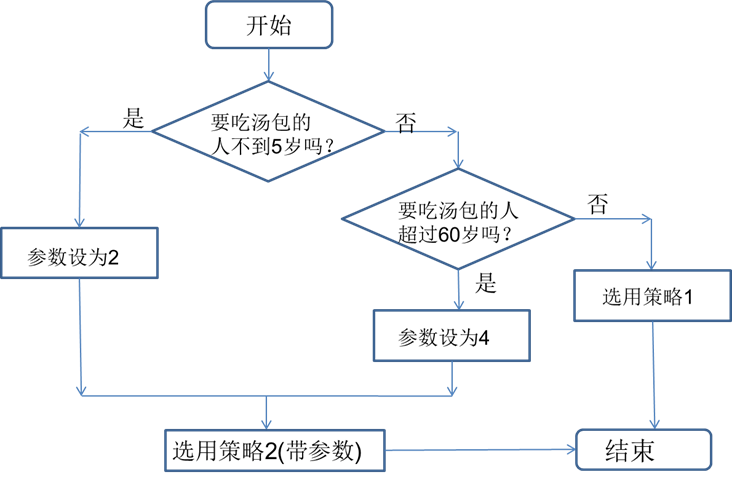 开始
是
要吃汤包的
人不到5岁吗？
否
要吃汤包的人
超过60岁吗？
否
参数设为2
是
选用策略1
参数设为4
选用策略2(带参数)
结束